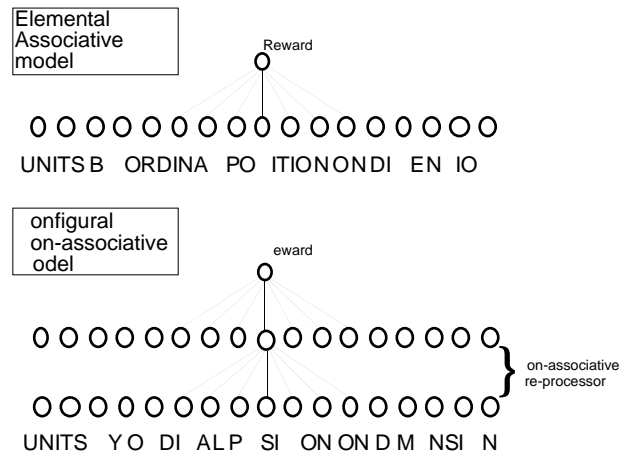 Elemental
Associative
model
Reward
UNITS B ORDINA PO ITION ON DI EN IO
onfigural
on-associative
odel
eward
on-associative
re-processor
UNITS Y O DI AL P SI ON ON D M NSI N